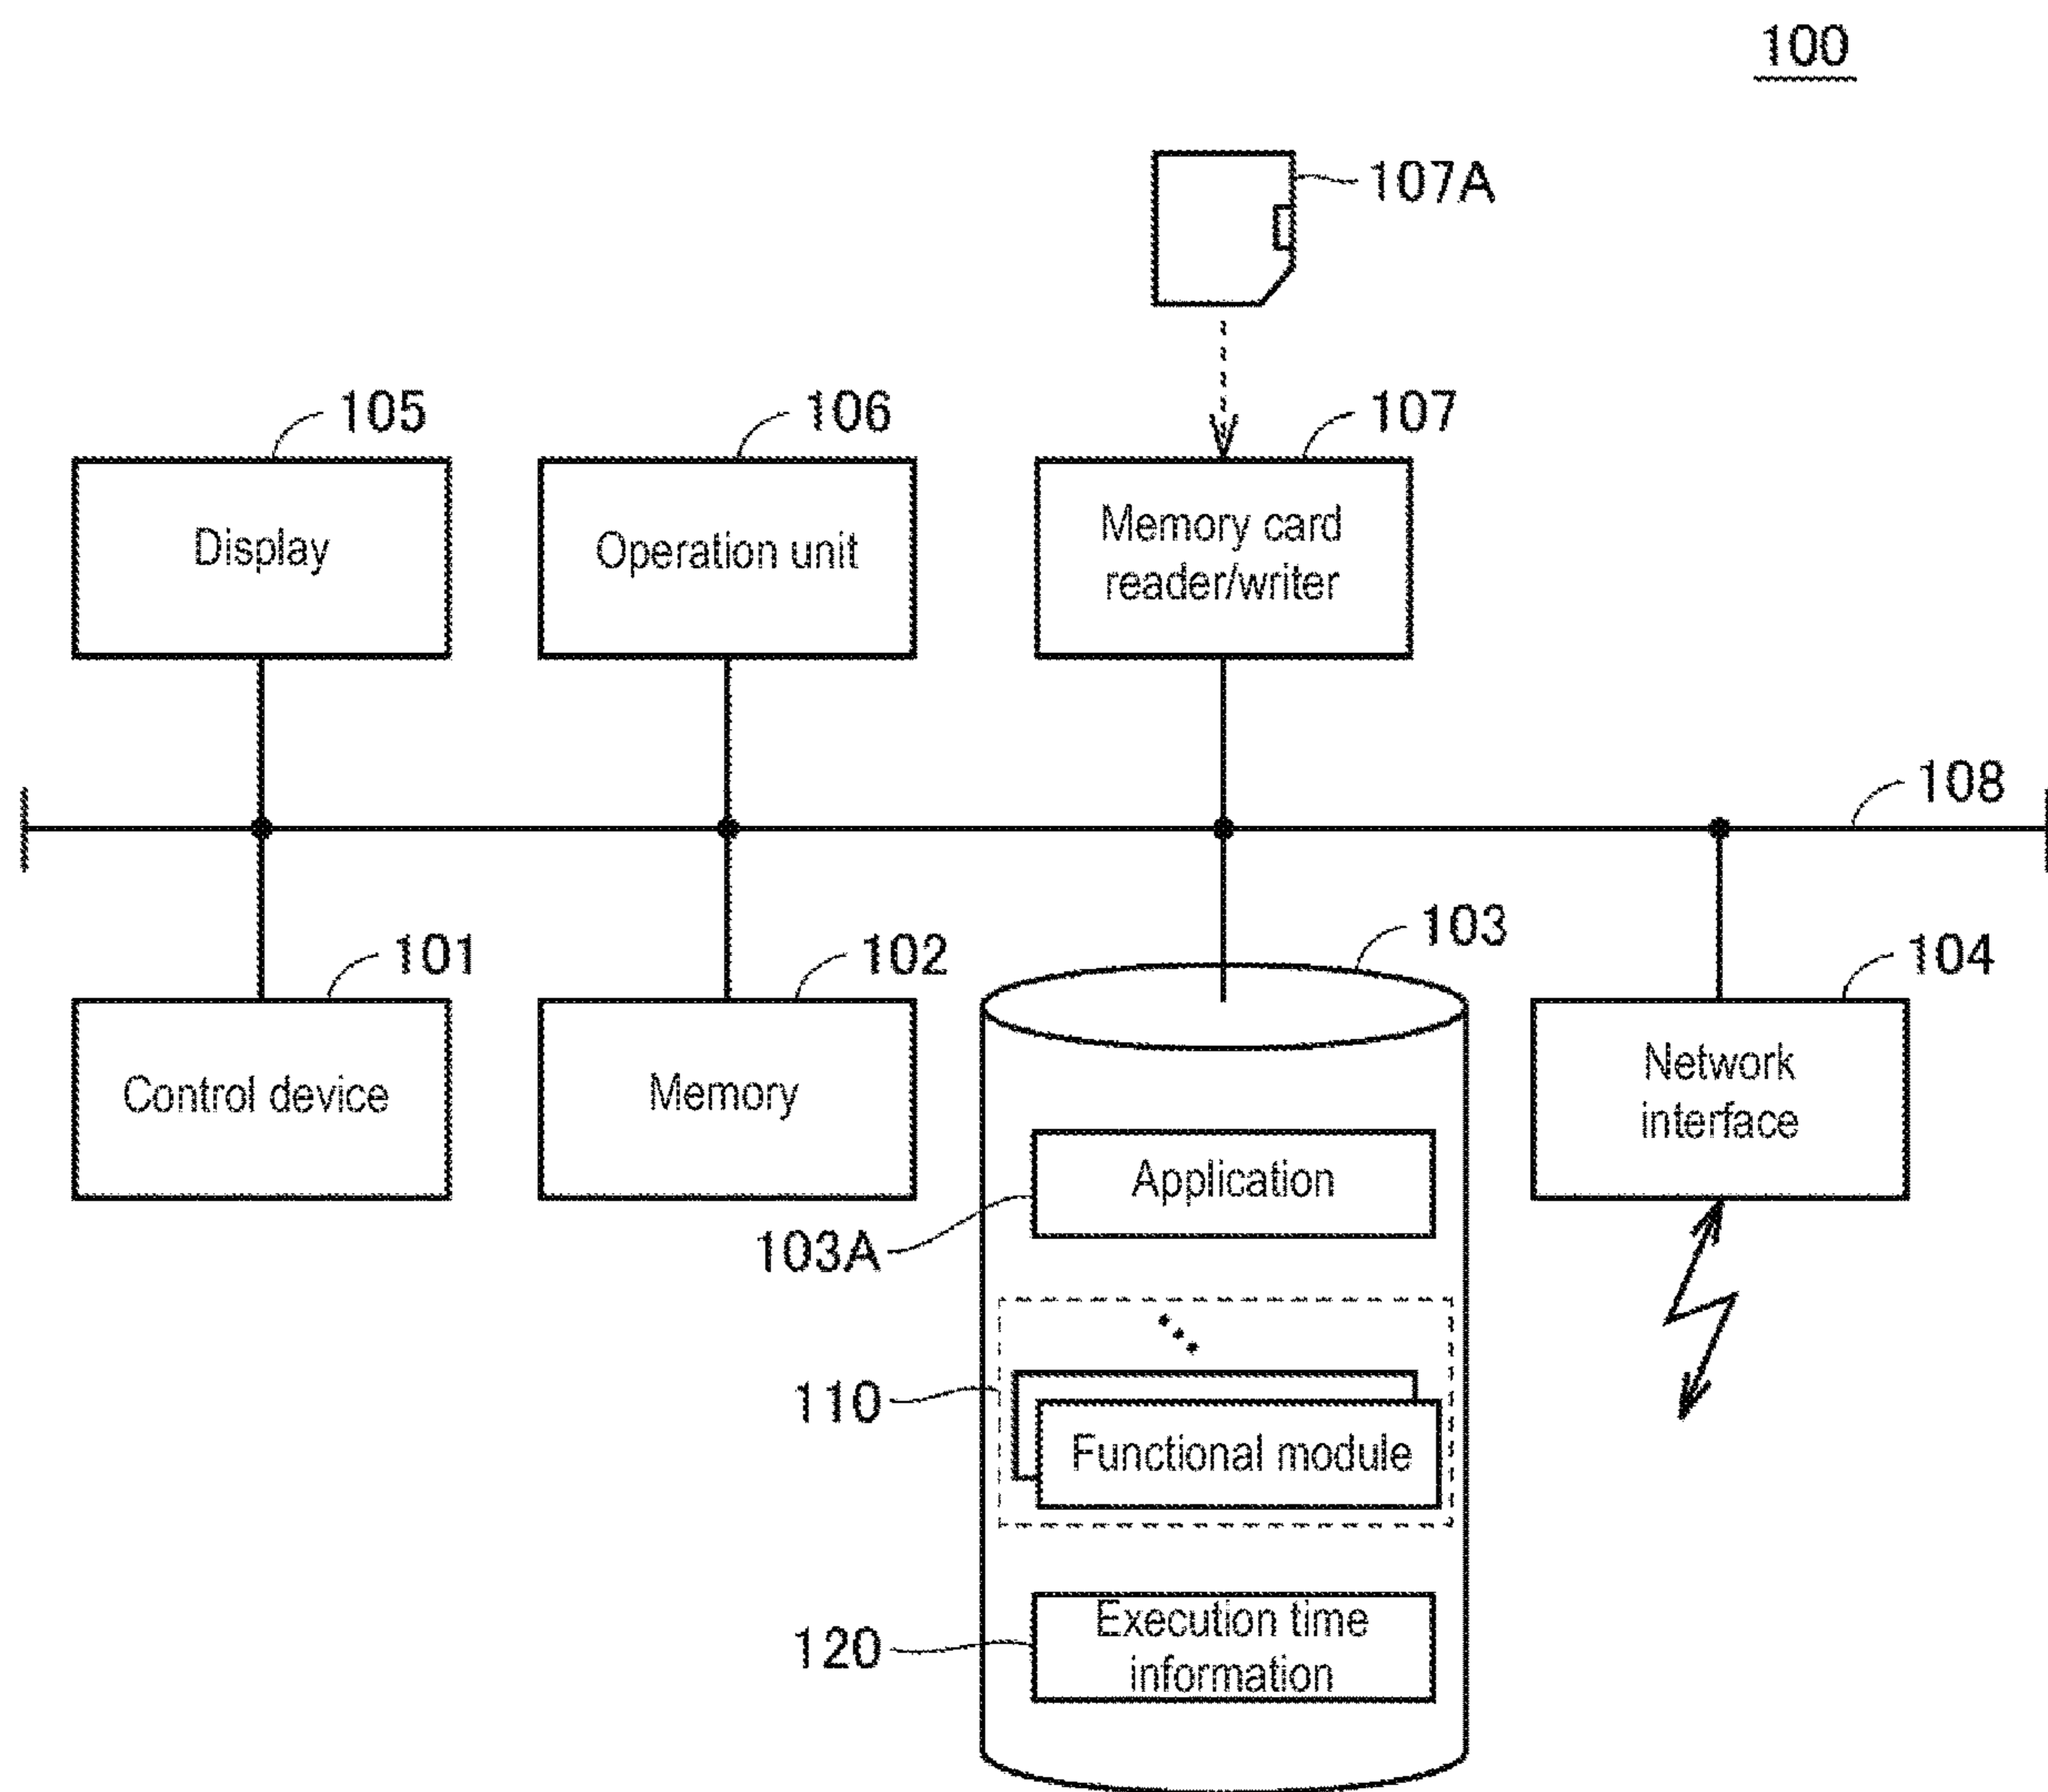 100
107A
105
106
107
Display
Operation unit
Memory card
reader/writer
108
101
102
103
104
Control device
Memory
Network
interface
Application
103A
110
Functional module
120
Execution time
information